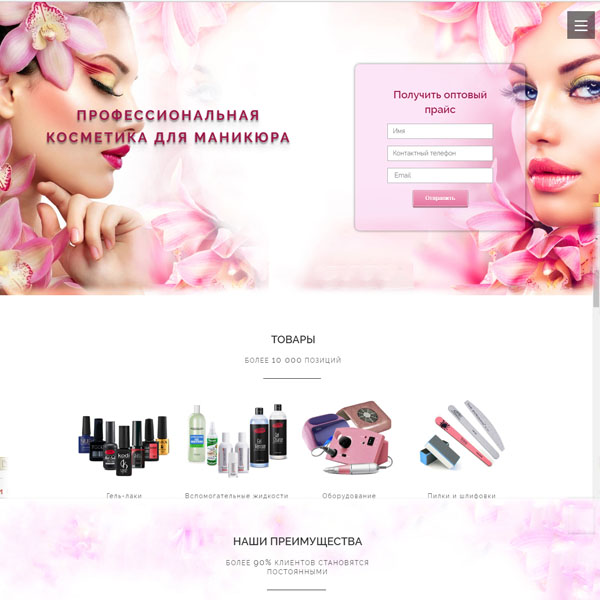 ПРОФЕССИОНАЛЬНАЯ
КОСМЕТИКА ДЛЯ МАНИКЮРА
Получить оптовый
прайс
Имя
Контактный телефон
Email
Отправить
ТОВАРЫ
БОЛЕЕ 10 000 ПОЗИЦИЙ
kodi
Гель-лаки
Вспомогательные жидкости
Оборудование
Пилки и шлифовки
НАШИ ПРЕИМУЩЕСТВА
БОЛЕЕ 90% КЛИЕНТОВ СТАНОВЯТСЯ
ПОСТОЯННЫМИ